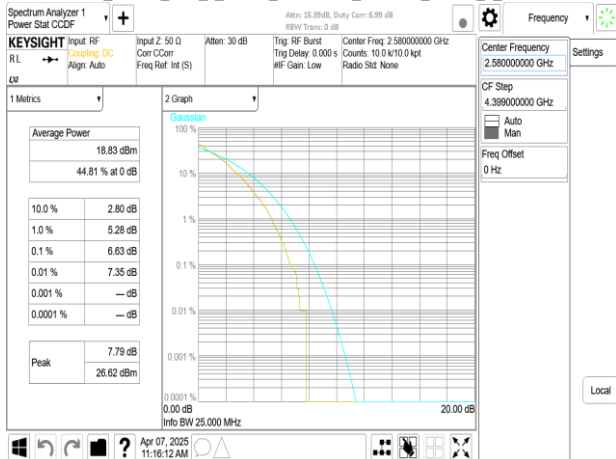 Spectrum Analyzer 1
Power Stat CCDF
Attn: 15.39dB, Duty Corr: 6.99 dB
RBW Trans: 0 dB
Frequency
KEYSIGHT
RL
LXI
Input: RF
Coupling: DC
Align: Auto
Input Z: 50 Ω
Corr CCorr
Freq Ref: Int (S)
Atten: 30 dB
Trig: RF Burst
Trig Delay: 0.000 s
#IF Gain: Low
Center Freq: 2.580000000 GHz
Counts: 10.0 k/10.0 kpt
Radio Std: None
Center Frequency
2.580000000 GHz
Settings
CF Step
4.399000000 GHz
Auto
Man
Freq Offset
0 Hz
Local
1 Metrics
Average Power
18.83 dBm
44.81 % at 0 dB
10.0 % 2.80 dB
1.0 % 5.28 dB
0.1 % 6.63 dB
0.01 % 7.35 dB
0.001 % --- dB
0.0001 % --- dB
Peak
7.79 dB
26.62 dBm
2 Graph
Gaussian
100 %
10 %
1 %
0.1 %
0.01 %
0.001 %
0.0001 %
0.00 dB
20.00 dB
Info BW 25.000 MHz
?
Apr 07, 2025
11:16:12 AM